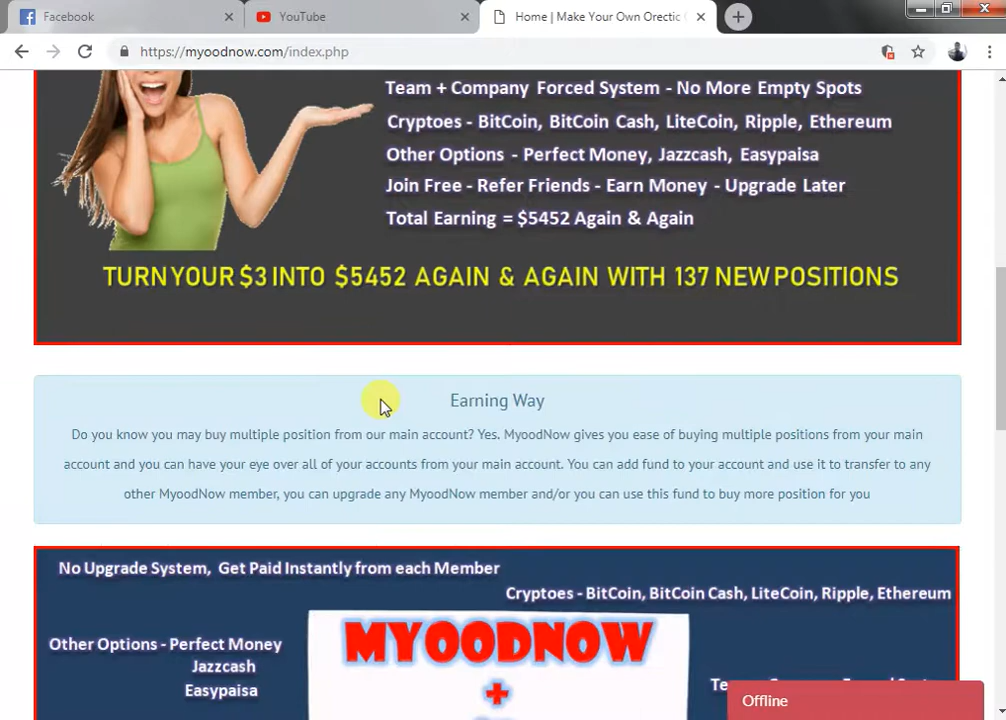 Facebook
YouTube
Home | Make Your Own Orectic
https://myoodnow.com/index.php
Team + Company Forced System - No More Empty Spots
Cryptoes - BitCoin, BitCoin Cash, LiteCoin, Ripple, Ethereum
Other Options - Perfect Money, Jazzcash, Easypaisa
Join Free - Refer Friends - Earn Money - Upgrade Later
Total Earning = $5452 Again & Again
TURN YOUR $3 INTO $5452 AGAIN & AGAIN WITH 137 NEW POSITIONS
Earning Way
Do you know you may buy multiple position from our main account? Yes. MyoodNow gives you ease of buying multiple positions from your main
account and you can have your eye over all of your accounts from your main account. You can add fund to your account and use it to transfer to any
other MyoodNow member, you can upgrade any MyoodNow member and/or you can use this fund to buy more position for you
No Upgrade System, Get Paid Instantly from each Member
Cryptoes - BitCoin, BitCoin Cash, LiteCoin, Ripple, Ethereum
Other Options - Perfect Money
Jazzcash
Easypaisa
MYOODNOW
+
Offline